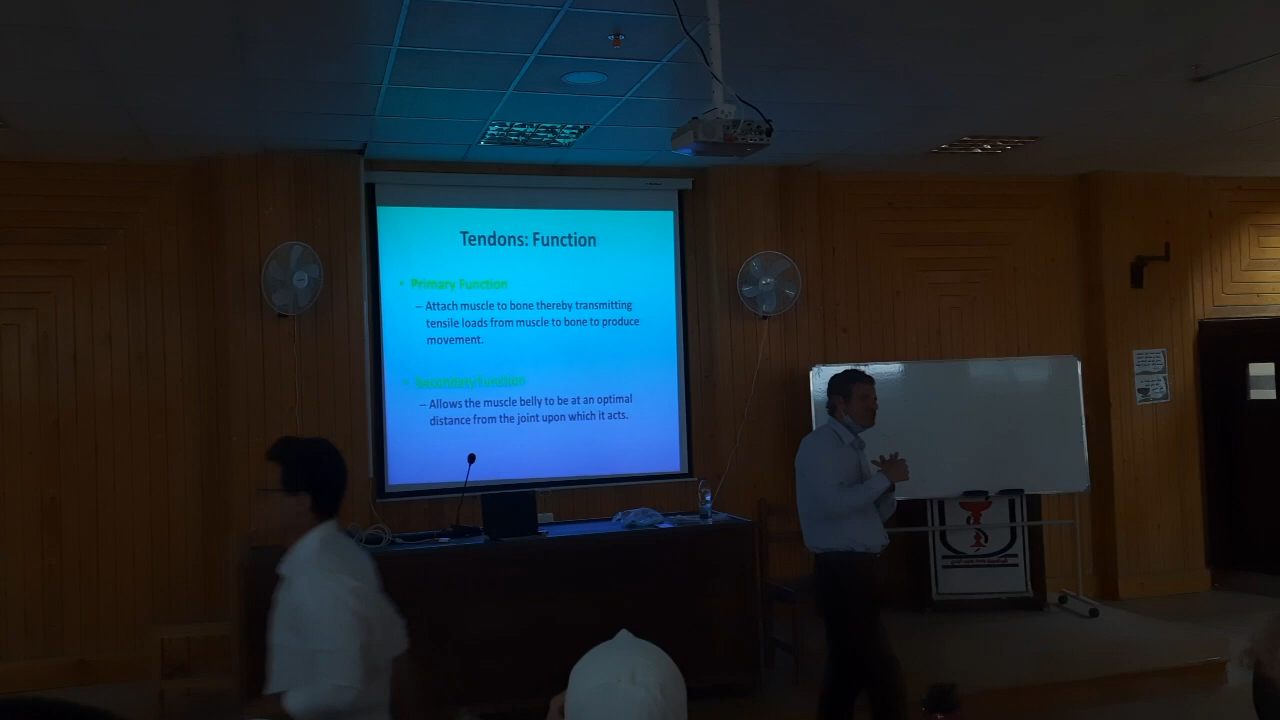 Tendons: Function
• Primary Function
– Attach muscle to bone thereby transmitting
tensile loads from muscle to bone to produce
movement.
• Secondary Function
– Allows the muscle belly to be at an optimal
distance from the joint upon which it acts.